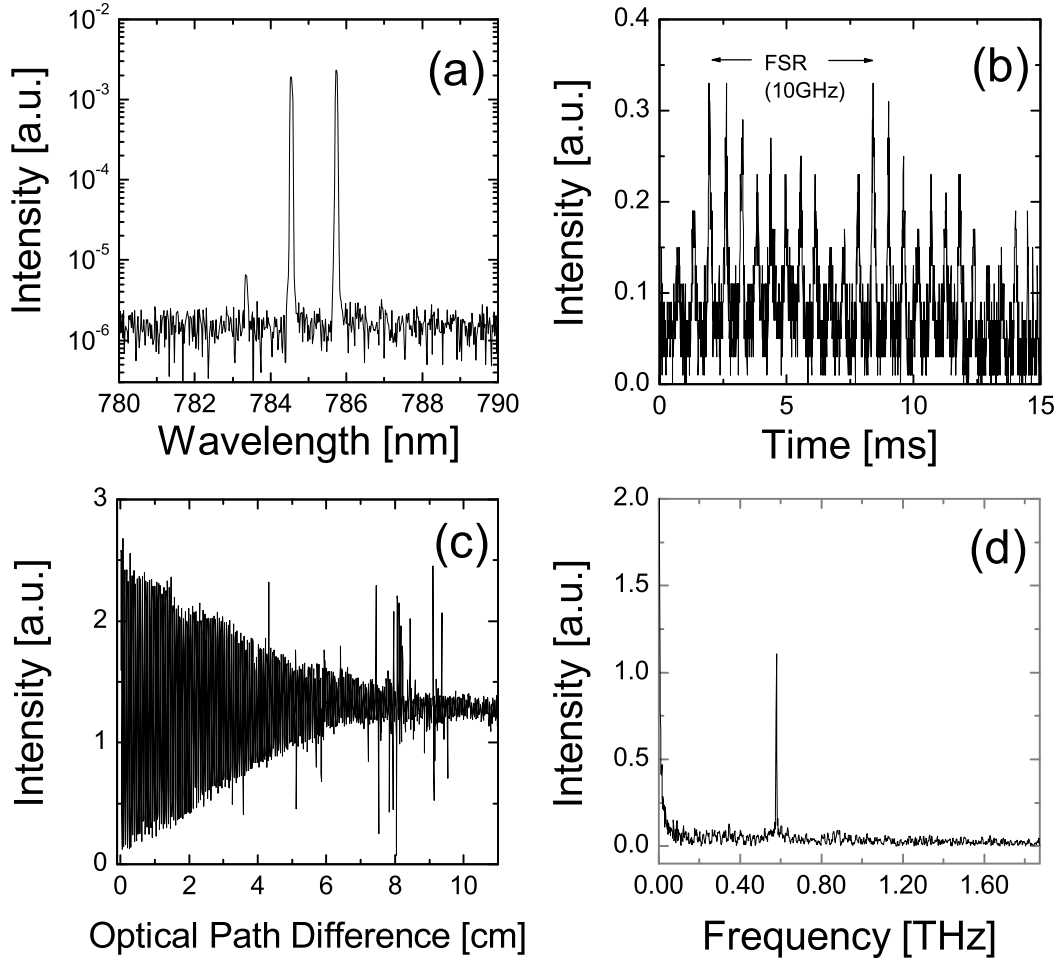 (a)
Intensity [a.u.]
10⁻²
10⁻³
10⁻⁴
10⁻⁵
10⁻⁶
780 782 784 786 788 790
Wavelength [nm]
(b)
FSR
(10GHz)
Intensity [a.u.]
0.4
0.3
0.2
0.1
0.0
0 5 10 15
Time [ms]
(c)
Intensity [a.u.]
3
2
1
0
0 2 4 6 8 10
Optical Path Difference [cm]
(d)
Intensity [a.u.]
2.0
1.5
1.0
0.5
0.0
0.00 0.40 0.80 1.20 1.60
Frequency [THz]